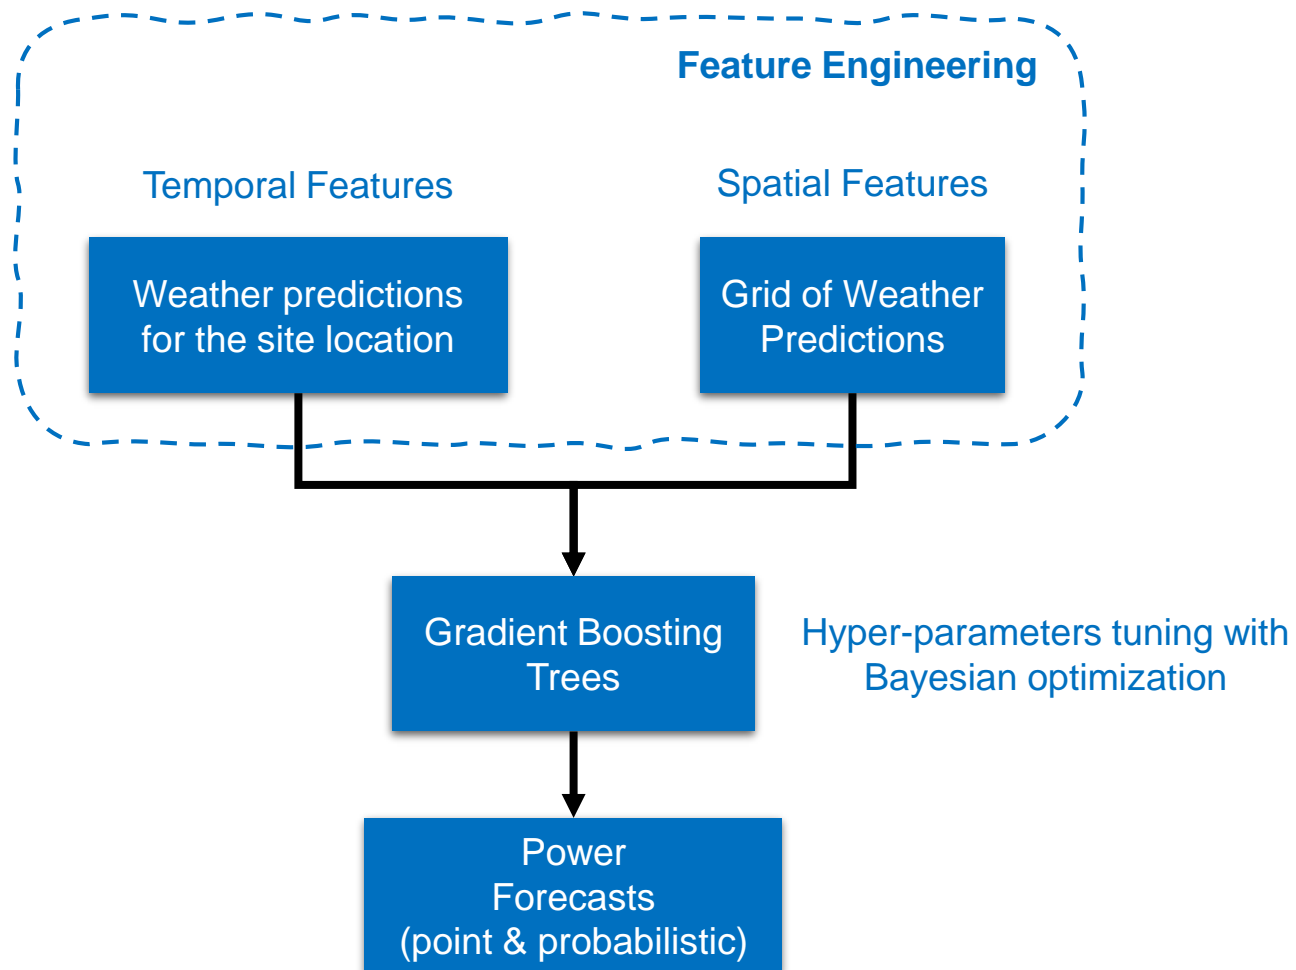 Feature Engineering
Temporal Features
Spatial Features
Weather predictions
for the site location
Grid of Weather
Predictions
Gradient Boosting
Trees
Hyper-parameters tuning with
Bayesian optimization
Power
Forecasts
(point & probabilistic)